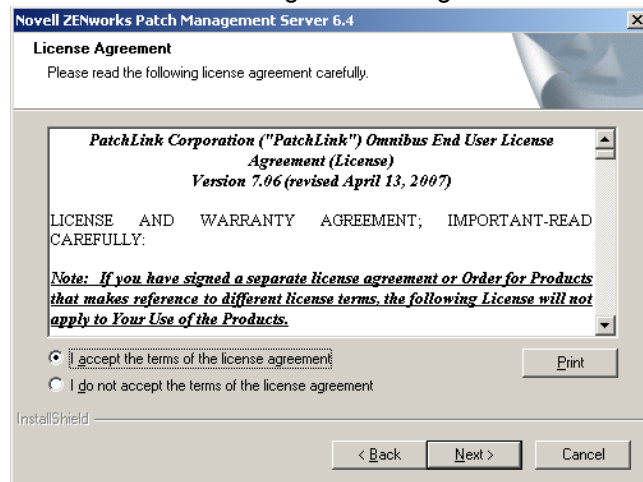 Novell ZENworks Patch Management Server 6.4
License Agreement
Please read the following license agreement carefully.
PatchLink Corporation ("PatchLink") Omnibus End User License
Agreement (License)
Version 7.06 (revised April 13, 2007)
LICENSE AND WARRANTY AGREEMENT; IMPORTANT-READ
CAREFULLY:
Note: If you have signed a separate license agreement or Order for Products
that makes reference to different license terms, the following License will not
apply to Your Use of the Products.
I accept the terms of the license agreement
Print
I do not accept the terms of the license agreement
InstallShield
< Back Next > Cancel